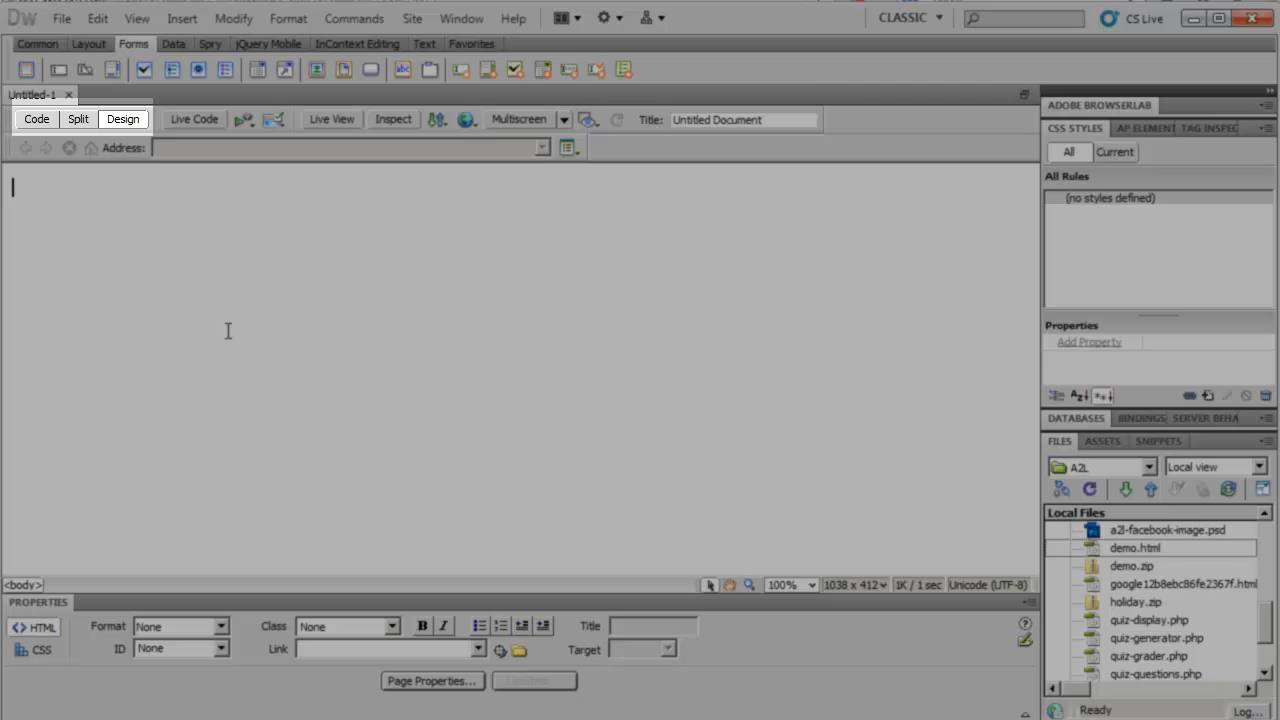 DW File Edit View Insert Modify Format Commands Site Window Help CLASSIC CS Live
Common Layout Forms Data Spry jQuery Mobile InContext Editing Text Favorites
Untitled-1
Code Split Design Live Code Live View Inspect Multiscreen Title: Untitled Document
Address:
ADOBE BROWSERLAB
CSS STYLES AP ELEMENT TAG INSPEC
All Current
All Rules
(no styles defined)
Properties
Add Property
DATABASES BINDINGS SERVER BEHA
FILES ASSETS SNIPPETS
A2L Local view
Local Files
a2l-facebook-image.psd
demo.html
demo.zip
google12b8ebc86fe2367f.html
holiday.zip
quiz-display.php
quiz-generator.php
quiz-grader.php
quiz-questions.php
Ready Log...
<body> 100% 1038 x 412 1K / 1 sec Unicode (UTF-8)
PROPERTIES
HTML Format None Class None B I Title
CSS ID None Link Target
Page Properties...